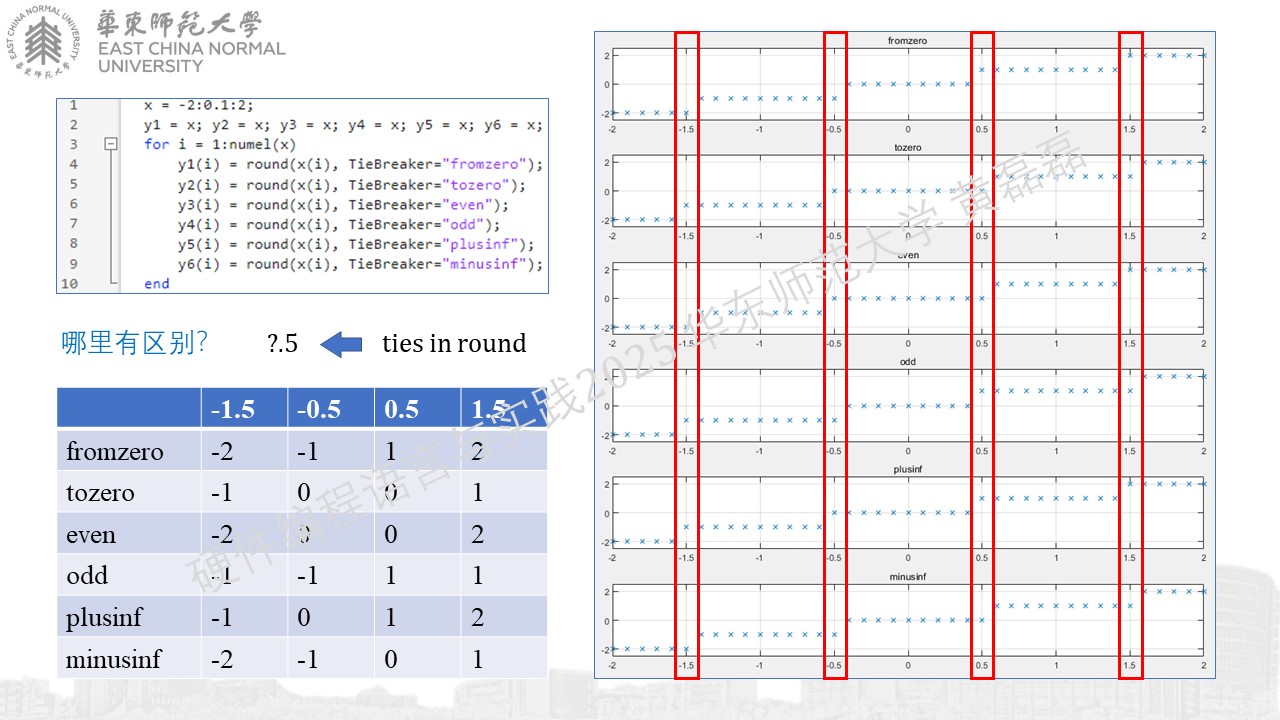 EAST CHINA NORMAL UNIVERSITY
華東師範大學
華東師範大學
EAST CHINA NORMAL
UNIVERSITY
1 x = -2:0.1:2;
2 y1 = x; y2 = x; y3 = x; y4 = x; y5 = x; y6 = x;
3 for i = 1:numel(x)
4 y1(i) = round(x(i), TieBreaker="fromzero");
5 y2(i) = round(x(i), TieBreaker="tozero");
6 y3(i) = round(x(i), TieBreaker="even");
7 y4(i) = round(x(i), TieBreaker="odd");
8 y5(i) = round(x(i), TieBreaker="plusinf");
9 y6(i) = round(x(i), TieBreaker="minusinf");
10 end
哪里有区别? ?.5 ties in round
-1.5 -0.5 0.5 1.5
fromzero -2 -1 1 2
tozero -1 0 0 1
even -2 0 0 2
odd -1 -1 1 1
plusinf -1 0 1 2
minusinf -2 -1 0 1
fromzero
2
0
-2
-2 -1.5 -1 -0.5 0 0.5 1 1.5 2
tozero
2
0
-2
-2 -1.5 -1 -0.5 0 0.5 1 1.5 2
even
2
0
-2
-2 -1.5 -1 -0.5 0 0.5 1 1.5 2
odd
2
0
-2
-2 -1.5 -1 -0.5 0 0.5 1 1.5 2
plusinf
2
0
-2
-2 -1.5 -1 -0.5 0 0.5 1 1.5 2
minusinf
2
0
-2
-2 -1.5 -1 -0.5 0 0.5 1 1.5 2
硬件编程语言与实践2025 华东师范大学 黄磊磊